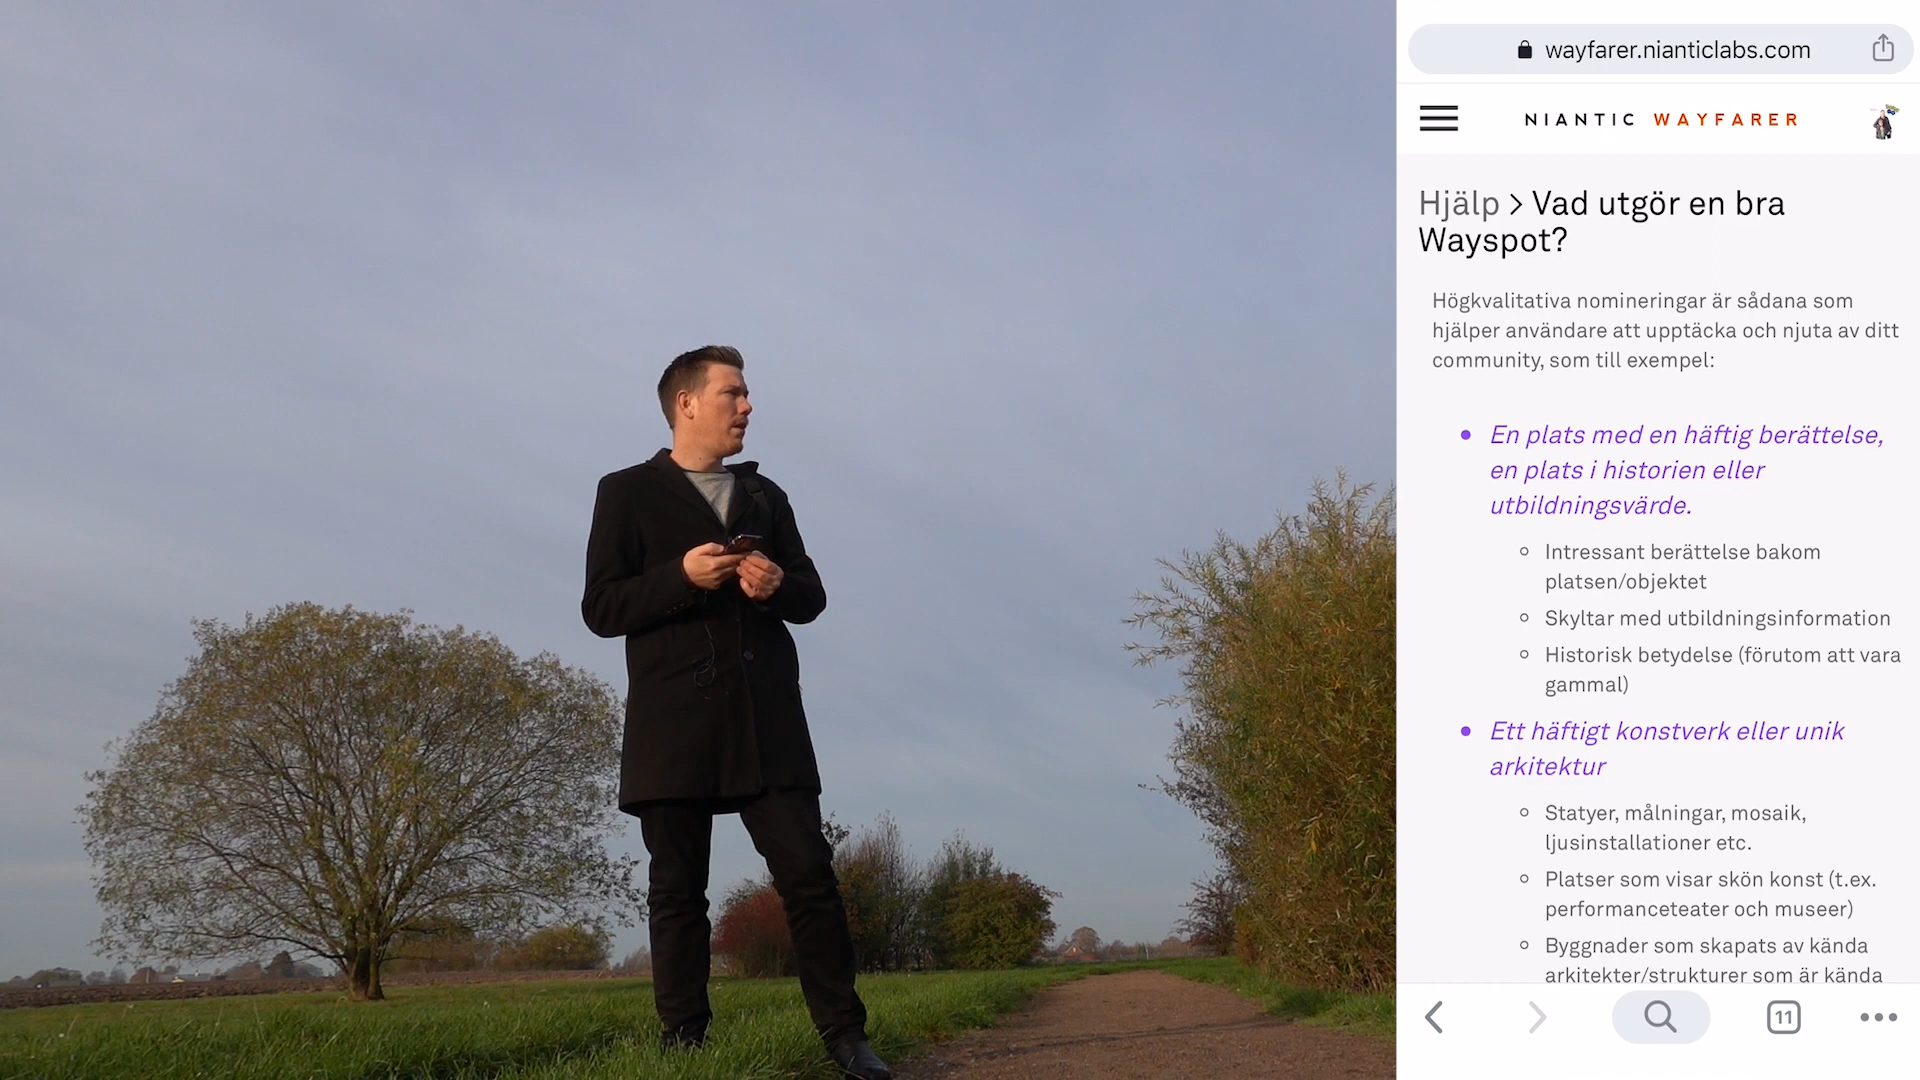 wayfarer.nianticlabs.com
NIANTIC WAYFARER
Hjälp > Vad utgör en bra
Wayspot?
Högkvalitativa nomineringar är sådana som
hjälper användare att upptäcka och njuta av ditt
community, som till exempel:
En plats med en häftig berättelse,
en plats i historien eller
utbildningsvärde.
Intressant berättelse bakom
platsen/objektet
Skyltar med utbildningsinformation
Historisk betydelse (förutom att vara
gammal)
Ett häftigt konstverk eller unik
arkitektur
Statyer, målningar, mosaik,
ljusinstallationer etc.
Platser som visar skön konst (t.ex.
performanceteater och museer)
Byggnader som skapats av kända
arkitekter/strukturer som är kända
11